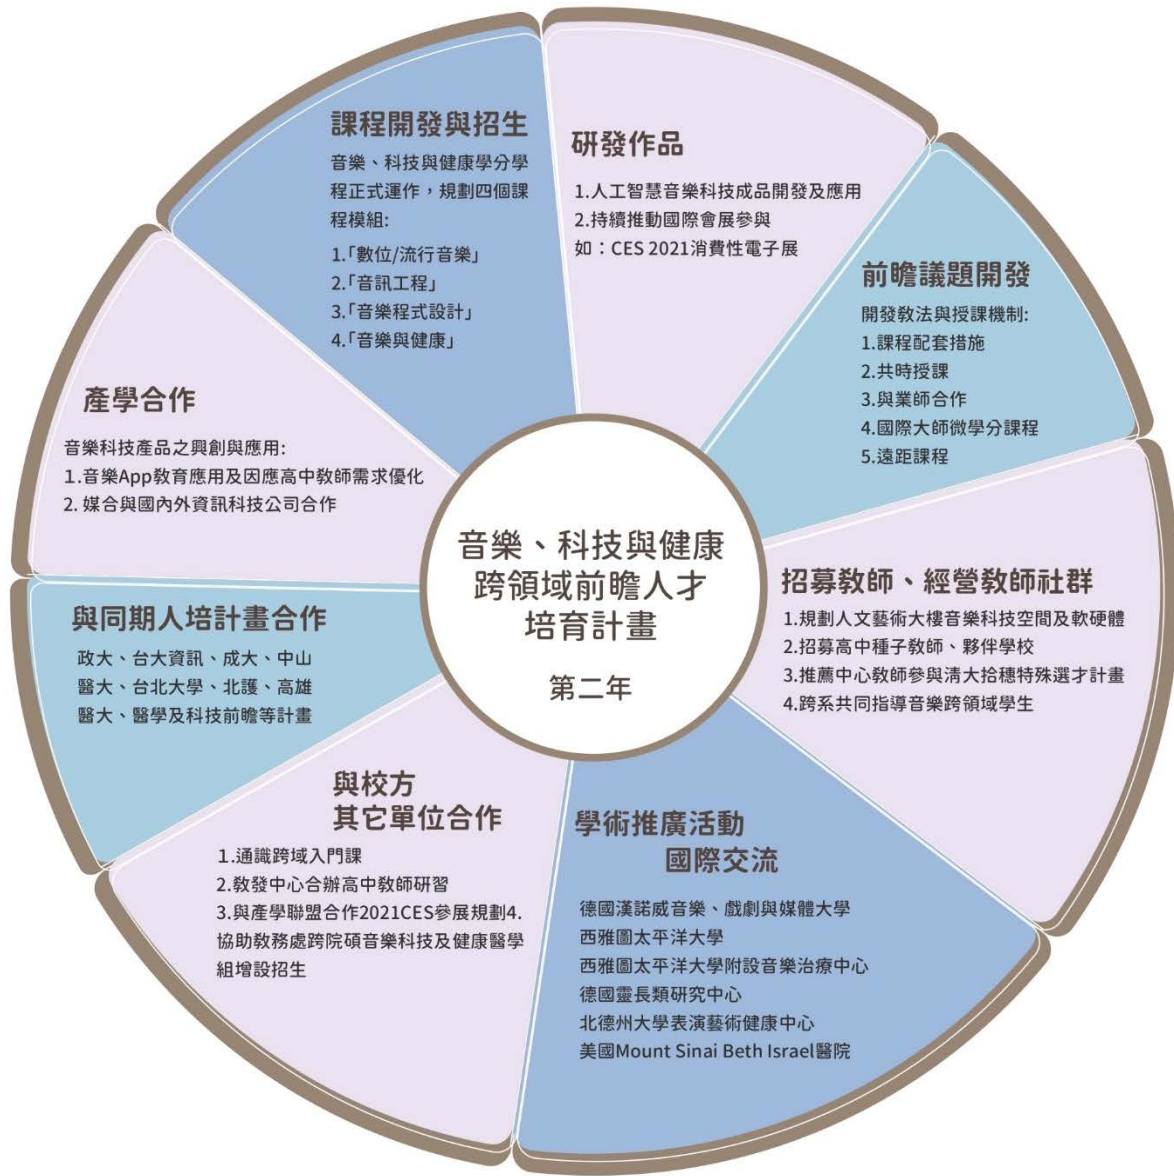 課程開發與招生
音樂、科技與健康學分學
程正式運作，規劃四個課
程模組:
1.「數位/流行音樂」
2.「音訊工程」
3.「音樂程式設計」
4.「音樂與健康」
研發作品
1.人工智慧音樂科技成品開發及應用
2.持續推動國際會展參與
如：CES 2021消費性電子展
前瞻議題開發
開發教法與授課機制:
1.課程配套措施
2.共時授課
3.與業師合作
4.國際大師微學分課程
5.遠距課程
招募教師、經營教師社群
1.規劃人文藝術大樓音樂科技空間及軟硬體
2.招募高中種子教師、夥伴學校
3.推薦中心教師參與清大拾穗特殊選才計畫
4.跨系共同指導音樂跨領域學生
學術推廣活動
國際交流
德國漢諾威音樂、戲劇與媒體大學
西雅圖太平洋大學
西雅圖太平洋大學附設音樂治療中心
德國靈長類研究中心
北德州大學表演藝術健康中心
美國Mount Sinai Beth Israel醫院
與校方
其它單位合作
1.通識跨域入門課
2.教發中心合辦高中教師研習
3.與產學聯盟合作2021CES參展規劃4.
協助教務處跨院碩音樂科技及健康醫學
組增設招生
與同期人培計畫合作
政大、台大資訊、成大、中山
醫大、台北大學、北護、高雄
醫大、醫學及科技前瞻等計畫
產學合作
音樂科技產品之興創與應用:
1.音樂App教育應用及因應高中教師需求優化
2. 媒合與國內外資訊科技公司合作
音樂、科技與健康
跨領域前瞻人才
培育計畫
第二年